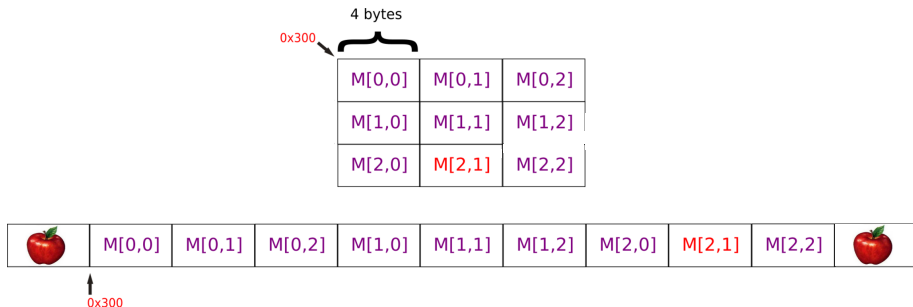 4 bytes
0x300
M[0,0] M[0,1] M[0,2]
M[1,0] M[1,1] M[1,2]
M[2,0] M[2,1] M[2,2]
M[0,0] M[0,1] M[0,2] M[1,0] M[1,1] M[1,2] M[2,0] M[2,1] M[2,2]
0x300